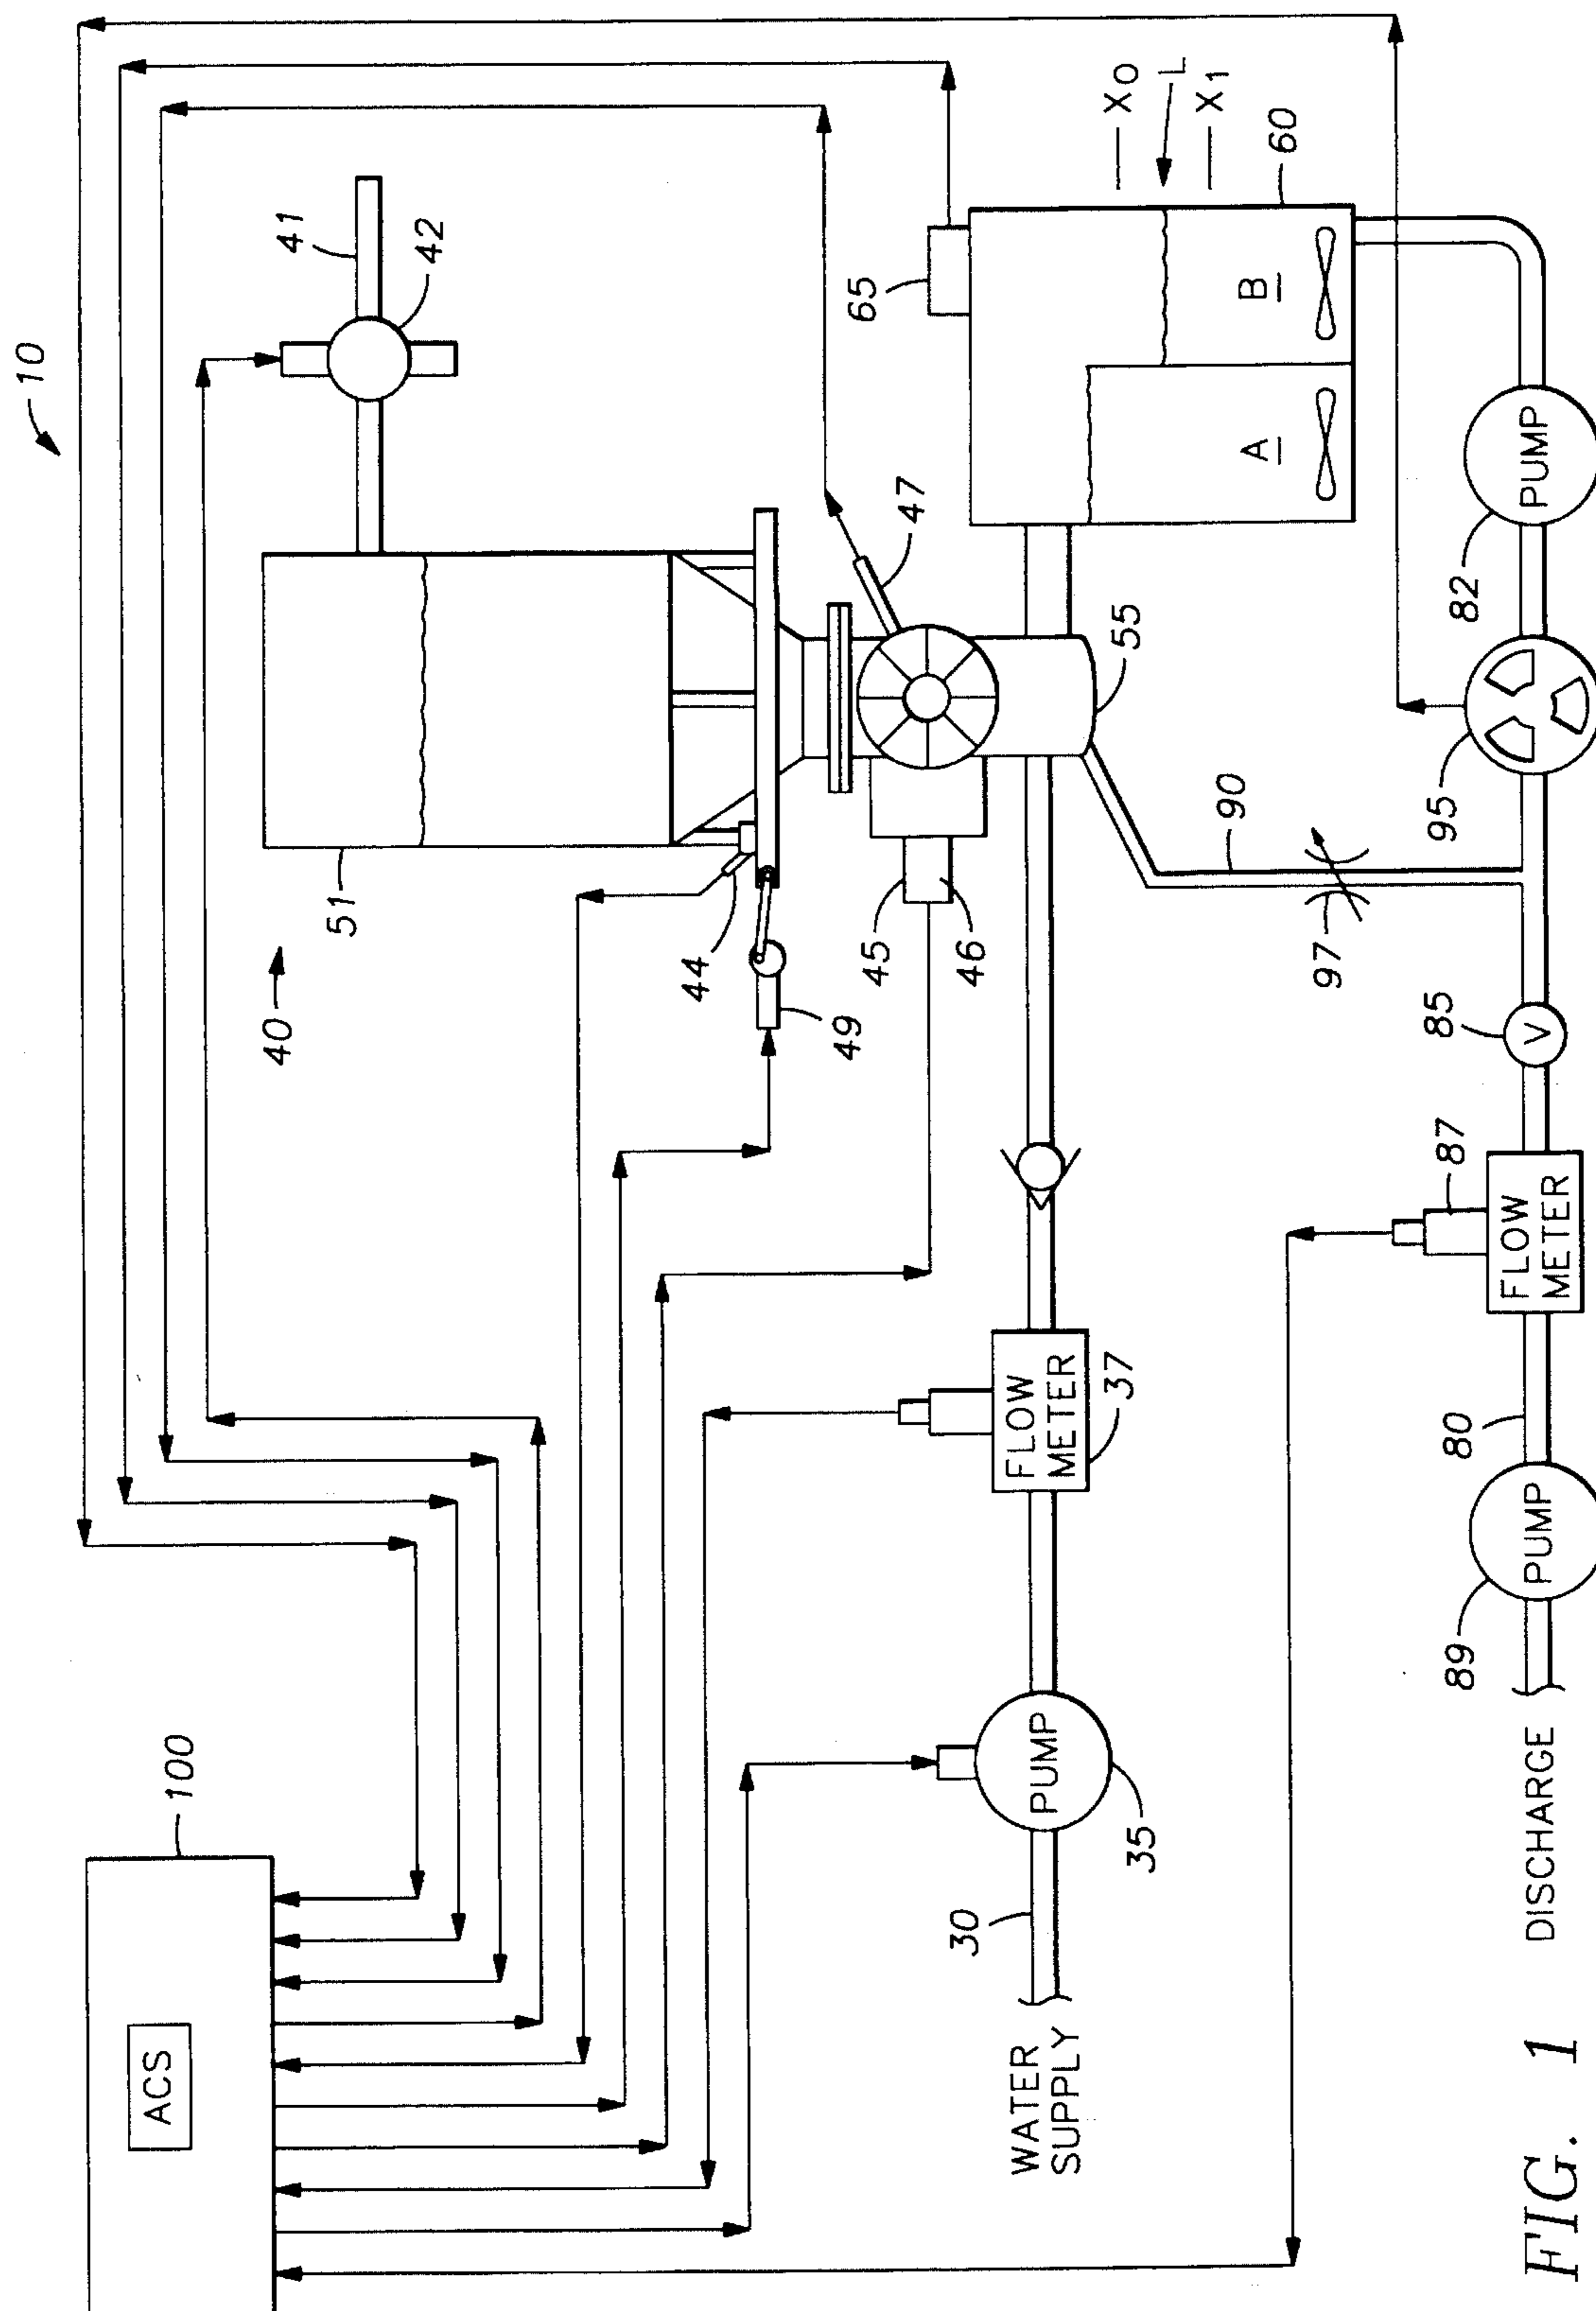 10
100
ACS
40
51
41
42
44
49
45
46
47
65
X0
L
X1
60
A
B
55
90
97
30
WATER
SUPPLY
PUMP
35
FLOW
METER
37
DISCHARGE
89
PUMP
80
FLOW
METER
87
85
V
95
82
PUMP
FIG. 1